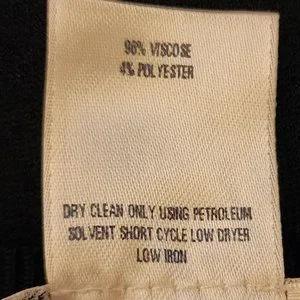 96% VISCOSE
4% POLYESTER
DRY CLEAN ONLY USING PETROLEUM
SOLVENT SHORT CYCLE LOW DRYER
LOW IRON